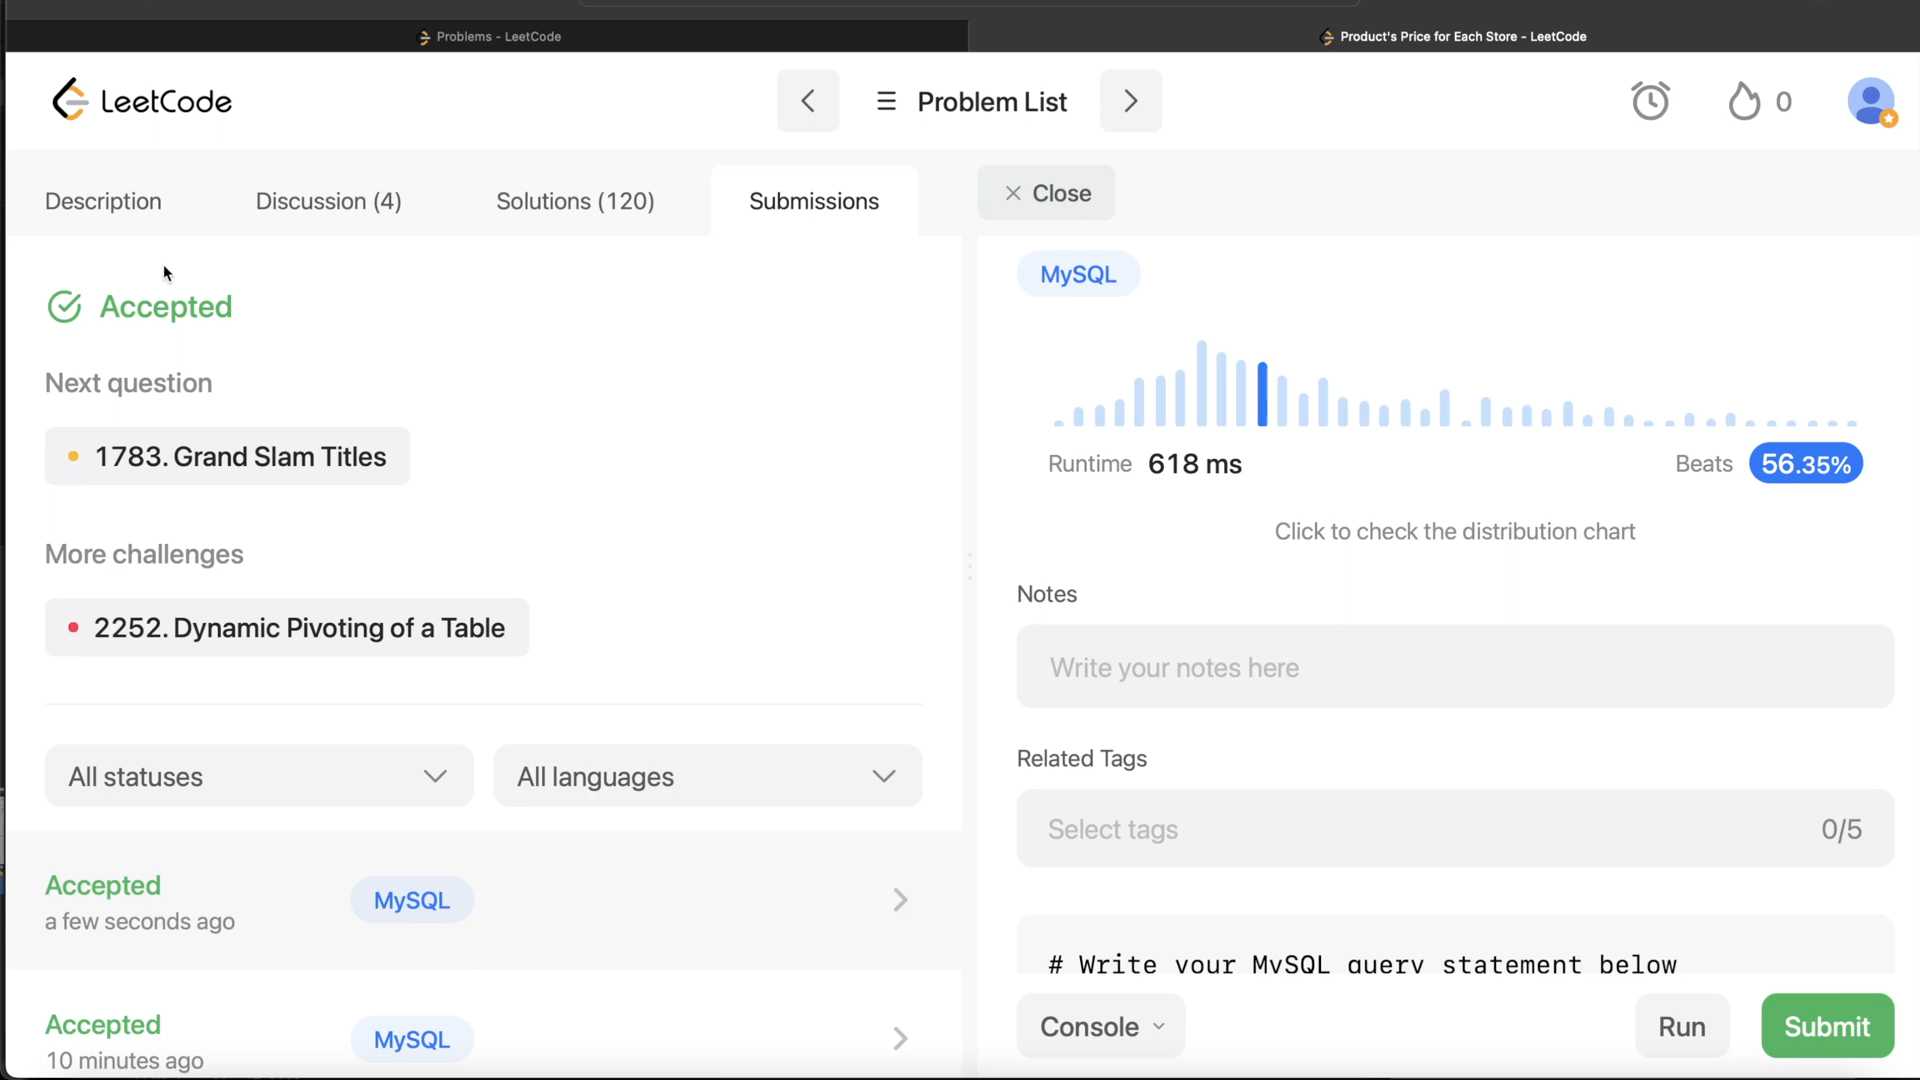 Problems - LeetCode
Product's Price for Each Store - LeetCode
LeetCode
Problem List
0
Description
Discussion (4)
Solutions (120)
Submissions
Close
Accepted
Next question
1783. Grand Slam Titles
More challenges
2252. Dynamic Pivoting of a Table
All statuses
All languages
Accepted
a few seconds ago
MySQL
Accepted
10 minutes ago
MySQL
MySQL
Runtime 618 ms
Beats 56.35%
Click to check the distribution chart
Notes
Write your notes here
Related Tags
Select tags
0/5
# Write your MySQL query statement below
Console
Run
Submit